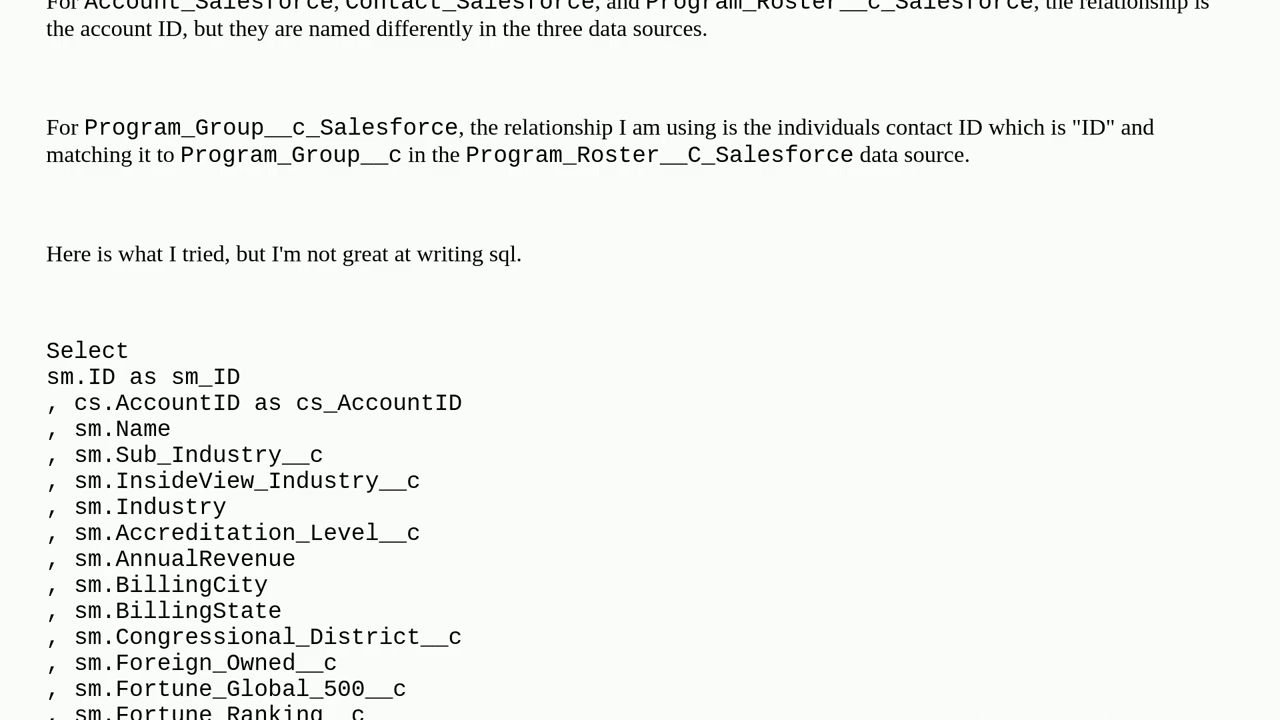 For Account_Salesforce, Contact_Salesforce, and Program_Roster__c_Salesforce, the relationship is
the account ID, but they are named differently in the three data sources.
For Program_Group__c_Salesforce, the relationship I am using is the individuals contact ID which is "ID" and
matching it to Program_Group__c in the Program_Roster__C_Salesforce data source.
Here is what I tried, but I'm not great at writing sql.
Select
sm.ID as sm_ID
, cs.AccountID as cs_AccountID
, sm.Name
, sm.Sub_Industry__c
, sm.InsideView_Industry__c
, sm.Industry
, sm.Accreditation_Level__c
, sm.AnnualRevenue
, sm.BillingCity
, sm.BillingState
, sm.Congressional_District__c
, sm.Foreign_Owned__c
, sm.Fortune_Global_500__c
, sm.Fortune_Ranking__c